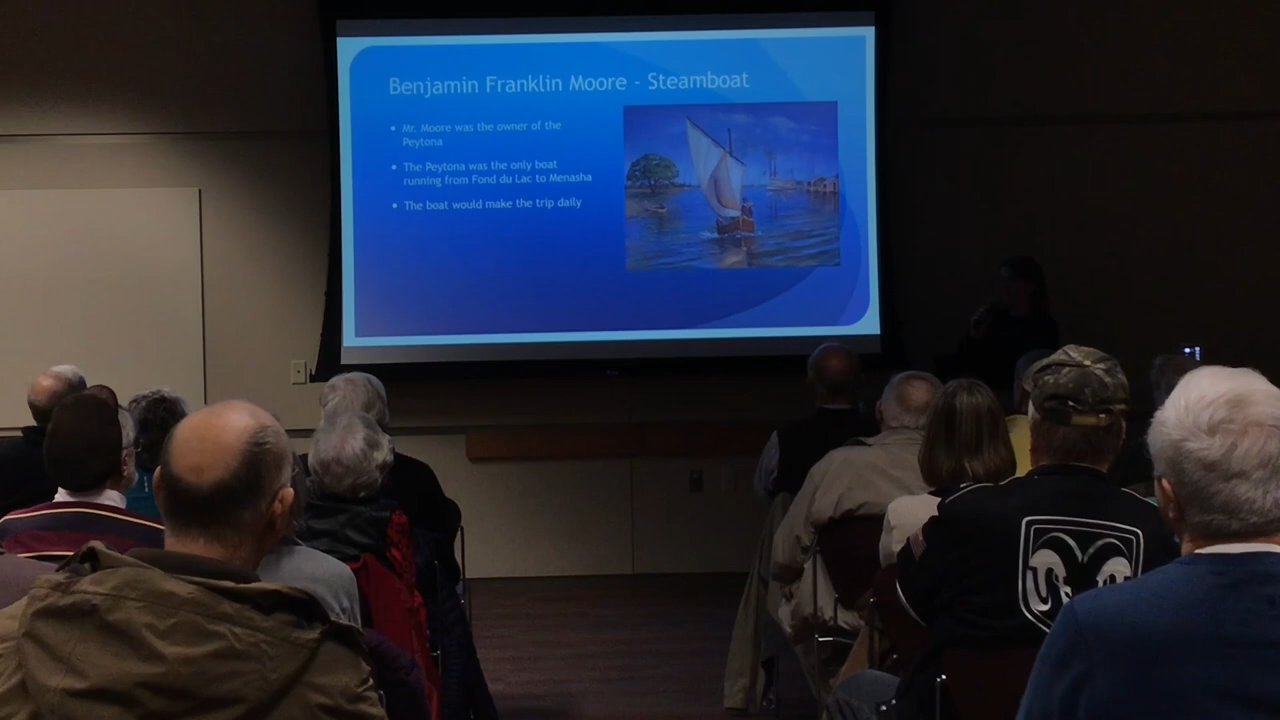 Benjamin Franklin Moore - Steamboat
• Mr. Moore was the owner of the
Peytona
• The Peytona was the only boat
running from Fond du Lac to Menasha
• The boat would make the trip daily